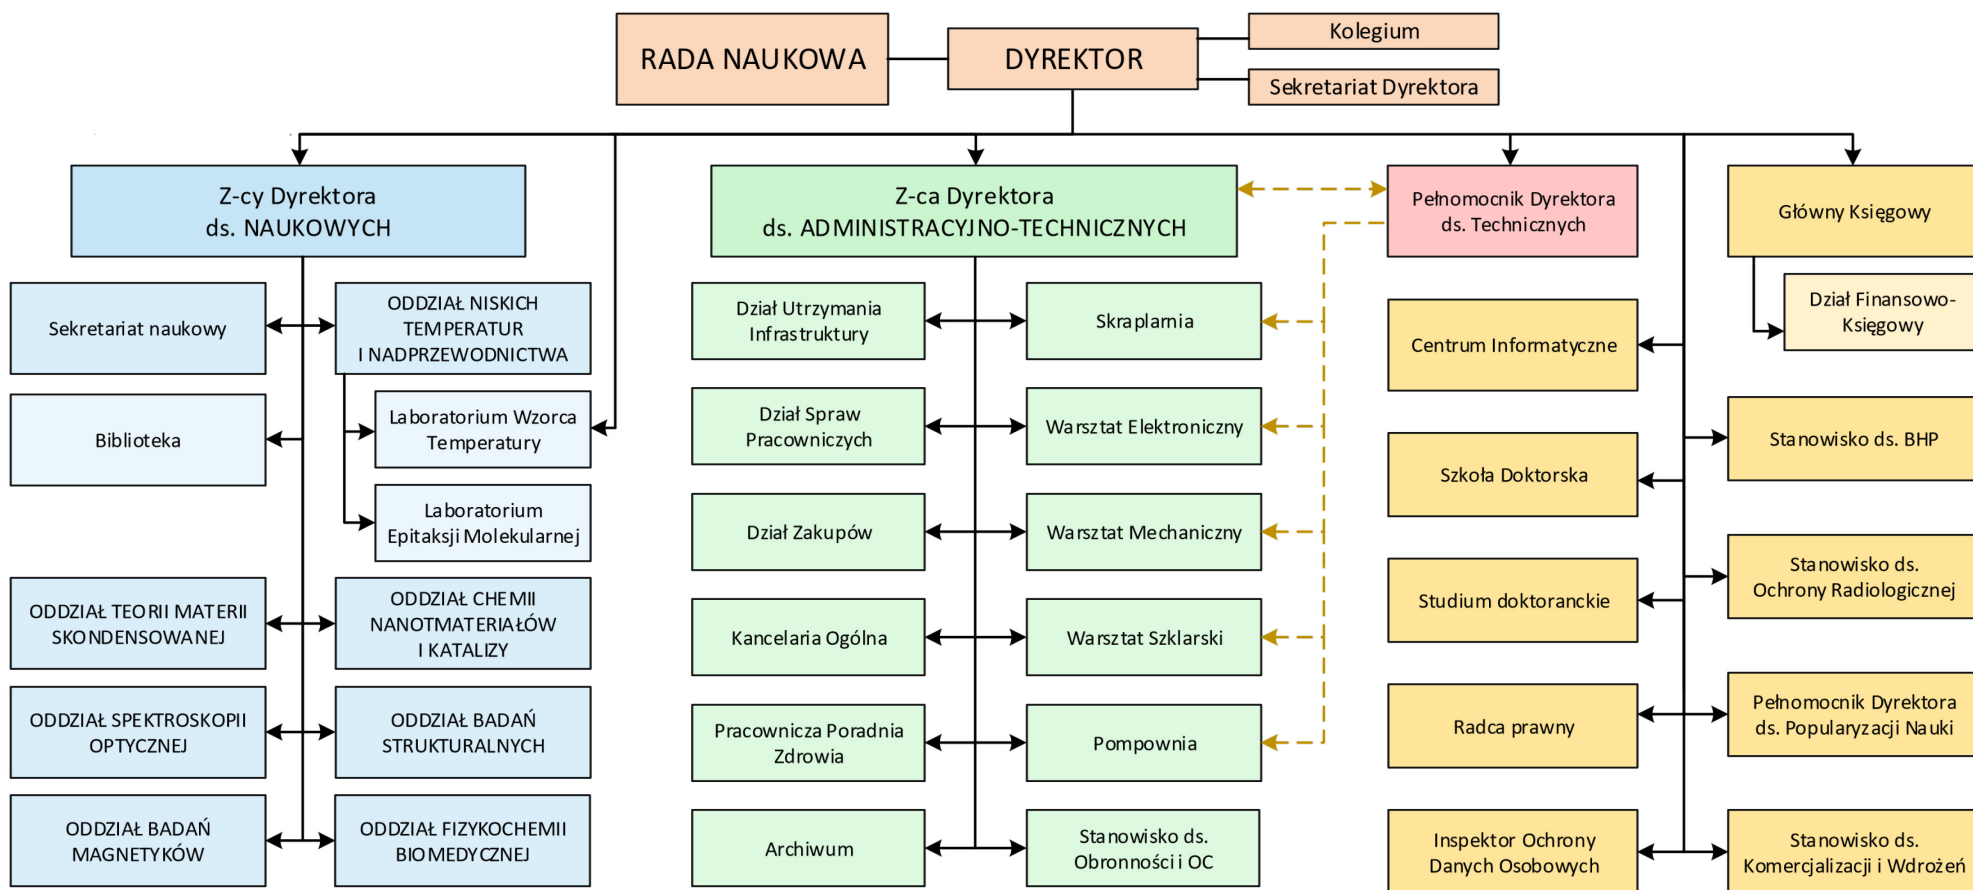 RADA NAUKOWA
DYREKTOR
Kolegium
Sekretariat Dyrektora
Z-cy Dyrektora
ds. NAUKOWYCH
Z-ca Dyrektora
ds. ADMINISTRACYJNO-TECHNICZNYCH
Pełnomocnik Dyrektora
ds. Technicznych
Główny Księgowy
Dział Finansowo-
Księgowy
Sekretariat naukowy
ODDZIAŁ NISKICH
TEMPERATUR
I NADPRZEWODNICTWA
Biblioteka
Laboratorium Wzorca
Temperatury
Laboratorium
Epitaksji Molekularnej
ODDZIAŁ TEORII MATERII
SKONDENSOWANEJ
ODDZIAŁ CHEMII
NANOTMATERIAŁÓW
I KATALIZY
ODDZIAŁ SPEKTROSKOPII
OPTYCZNEJ
ODDZIAŁ BADAŃ
STRUKTURALNYCH
ODDZIAŁ BADAŃ
MAGNETYKÓW
ODDZIAŁ FIZYKOCHEMII
BIOMEDYCZNEJ
Dział Utrzymania
Infrastruktury
Skraplarnia
Dział Spraw
Pracowniczych
Warsztat Elektroniczny
Dział Zakupów
Warsztat Mechaniczny
Kancelaria Ogólna
Warsztat Szklarski
Pracownicza Poradnia
Zdrowia
Pompownia
Archiwum
Stanowisko ds.
Obronności i OC
Centrum Informatyczne
Stanowisko ds. BHP
Szkoła Doktorska
Stanowisko ds.
Ochrony Radiologicznej
Studium doktoranckie
Radca prawny
Pełnomocnik Dyrektora
ds. Popularyzacji Nauki
Inspektor Ochrony
Danych Osobowych
Stanowisko ds.
Komercjalizacji i Wdrożeń